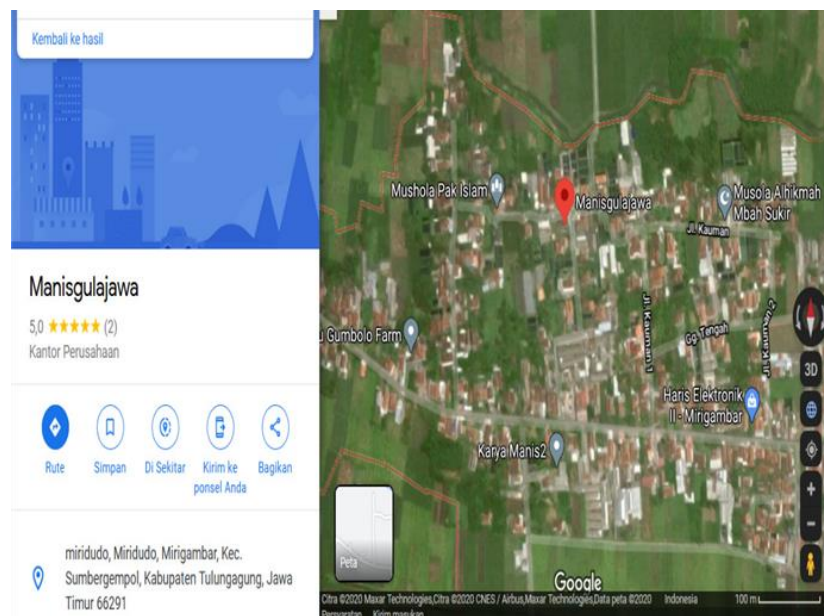 Kembali ke hasil
Manisgulajawa
5,0 ★★★★★ (2)
Kantor Perusahaan
Rute
Simpan
Di Sekitar
Kirim ke
ponsel Anda
Bagikan
miridudo, Miridudo, Mirigambar, Kec.
Sumbergempol, Kabupaten Tulungagung, Jawa
Timur 66291
Mushola Pak Islam
Manisgulajawa
Musola Alhikmah
Mbah Sukir
Jl. Kauman
Jl. Kauman 1
Gg. Tengah
Jl. Kauman 2
Gumbolo Farm
Haris Elektronik
II - Mirigambar
Karya Manis2
3D
Peta
Google
Citra ©2020 Maxar Technologies,Citra ©2020 CNES / Airbus,Maxar Technologies,Data peta ©2020 Indonesia 100 m
Persyaratan Kirim masukan